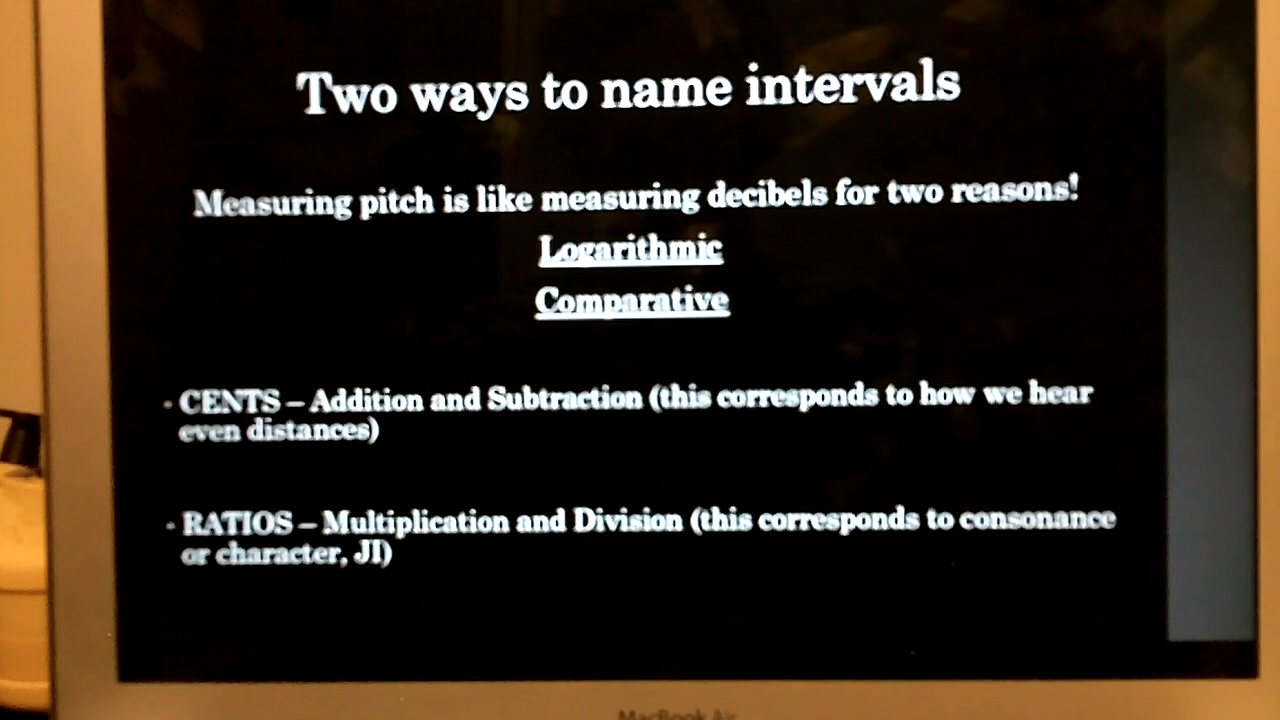 Two ways to name intervals
Measuring pitch is like measuring decibels for two reasons!
Logarithmic
Comparative
- CENTS – Addition and Subtraction (this corresponds to how we hear
even distances)
- RATIOS – Multiplication and Division (this corresponds to consonance
or character, JI)
MacBook Air